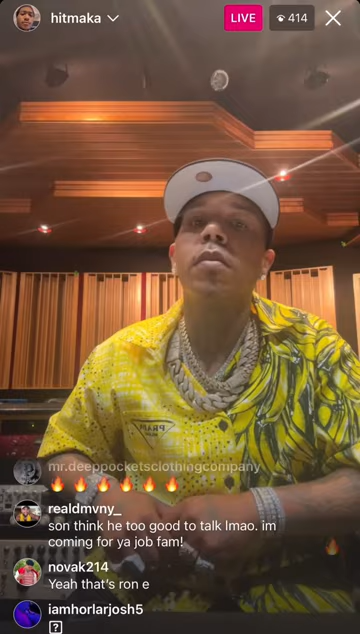 hitmaka
LIVE
414
mr.deeppocketsclothingcompany
🔥 🔥 🔥 🔥 🔥 🔥
realdmvny_
son think he too good to talk lmao. im
coming for ya job fam!
novak214
Yeah that's ron e
iamhorlarjosh5